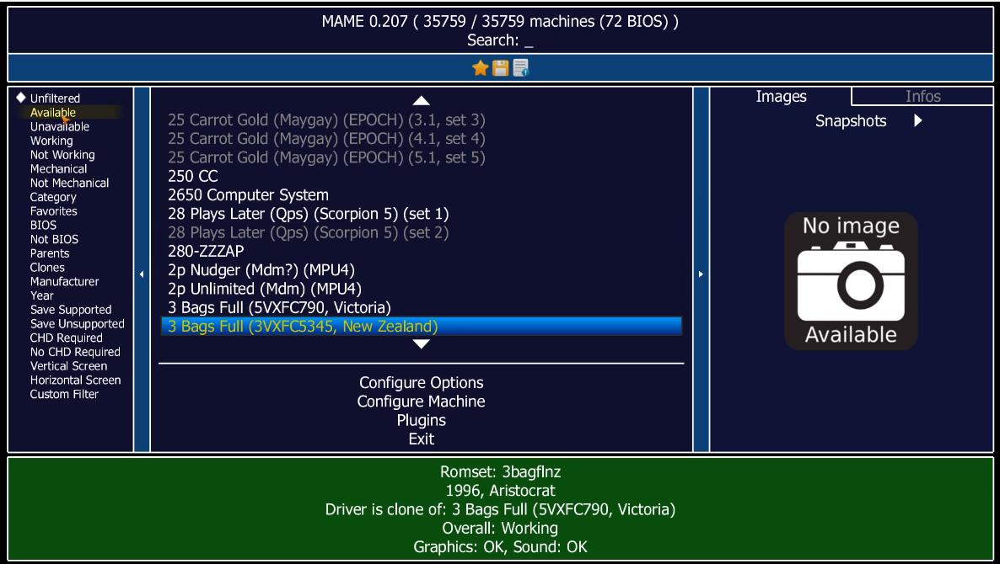 MAME 0.207 ( 35759 / 35759 machines (72 BIOS) )
Search: _
Unfiltered
Available
Unavailable
Working
Not Working
Mechanical
Not Mechanical
Category
Favorites
BIOS
Not BIOS
Parents
Clones
Manufacturer
Year
Save Supported
Save Unsupported
CHD Required
No CHD Required
Vertical Screen
Horizontal Screen
Custom Filter
25 Carrot Gold (Maygay) (EPOCH) (3.1, set 3)
25 Carrot Gold (Maygay) (EPOCH) (4.1, set 4)
25 Carrot Gold (Maygay) (EPOCH) (5.1, set 5)
250 CC
2650 Computer System
28 Plays Later (Qps) (Scorpion 5) (set 1)
28 Plays Later (Qps) (Scorpion 5) (set 2)
280-ZZZAP
2p Nudger (Mdm?) (MPU4)
2p Unlimited (Mdm) (MPU4)
3 Bags Full (5VXFC790, Victoria)
3 Bags Full (3VXFC5345, New Zealand)
Configure Options
Configure Machine
Plugins
Exit
Images
Infos
Snapshots
No image
Available
Romset: 3bagflnz
1996, Aristocrat
Driver is clone of: 3 Bags Full (5VXFC790, Victoria)
Overall: Working
Graphics: OK, Sound: OK